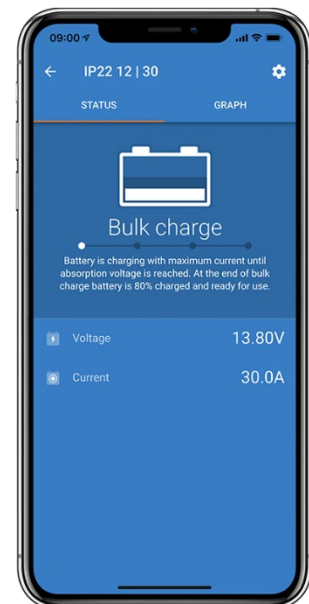 09:00
IP22 12 | 30
STATUS
GRAPH
Bulk charge
Battery is charging with maximum current until
absorption voltage is reached. At the end of bulk
charge battery is 80% charged and ready for use.
Voltage
13.80V
Current
30.0A